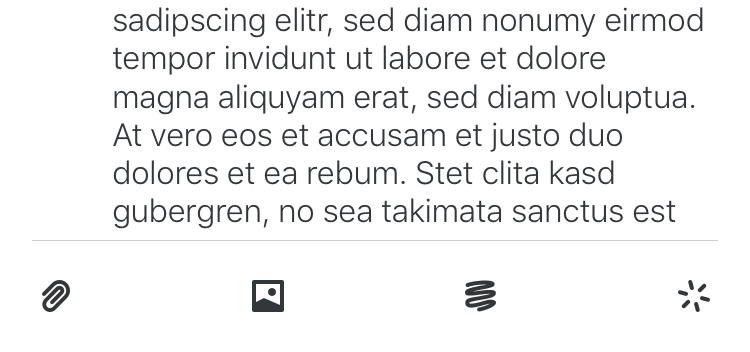 sadipscing elitr, sed diam nonumy eirmod
tempor invidunt ut labore et dolore
magna aliquyam erat, sed diam voluptua.
At vero eos et accusam et justo duo
dolores et ea rebum. Stet clita kasd
gubergren, no sea takimata sanctus est